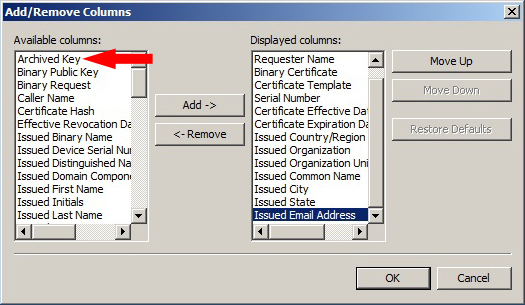 Add/Remove Columns
Available columns:
Archived Key
Binary Public Key
Binary Request
Caller Name
Certificate Hash
Effective Revocation Da
Issued Binary Name
Issued Device Serial Nur
Issued Distinguished Na
Issued Domain Compone
Issued First Name
Issued Initials
Issued Last Name
Add ->
<- Remove
Displayed columns:
Requester Name
Binary Certificate
Certificate Template
Serial Number
Certificate Effective Dat
Certificate Expiration Da
Issued Country/Region
Issued Organization
Issued Organization Uni
Issued Common Name
Issued City
Issued State
Issued Email Address
Move Up
Move Down
Restore Defaults
OK
Cancel